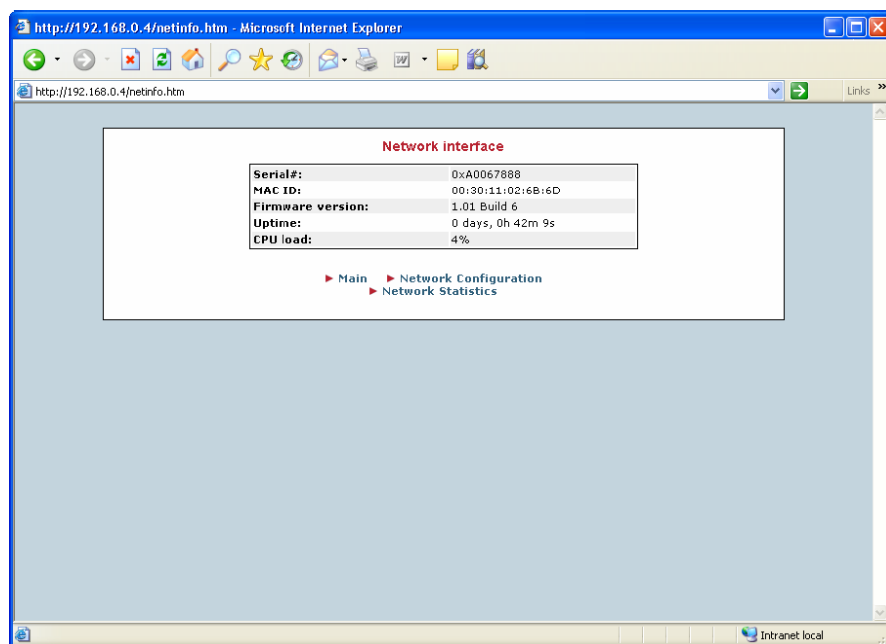 http://192.168.0.4/netinfo.htm - Microsoft Internet Explorer
http://192.168.0.4/netinfo.htm Links »
Network interface
Serial#: 0xA0067888
MAC ID: 00:30:11:02:6B:6D
Firmware version: 1.01 Build 6
Uptime: 0 days, 0h 42m 9s
CPU load: 4%
► Main ► Network Configuration
► Network Statistics
Intranet local